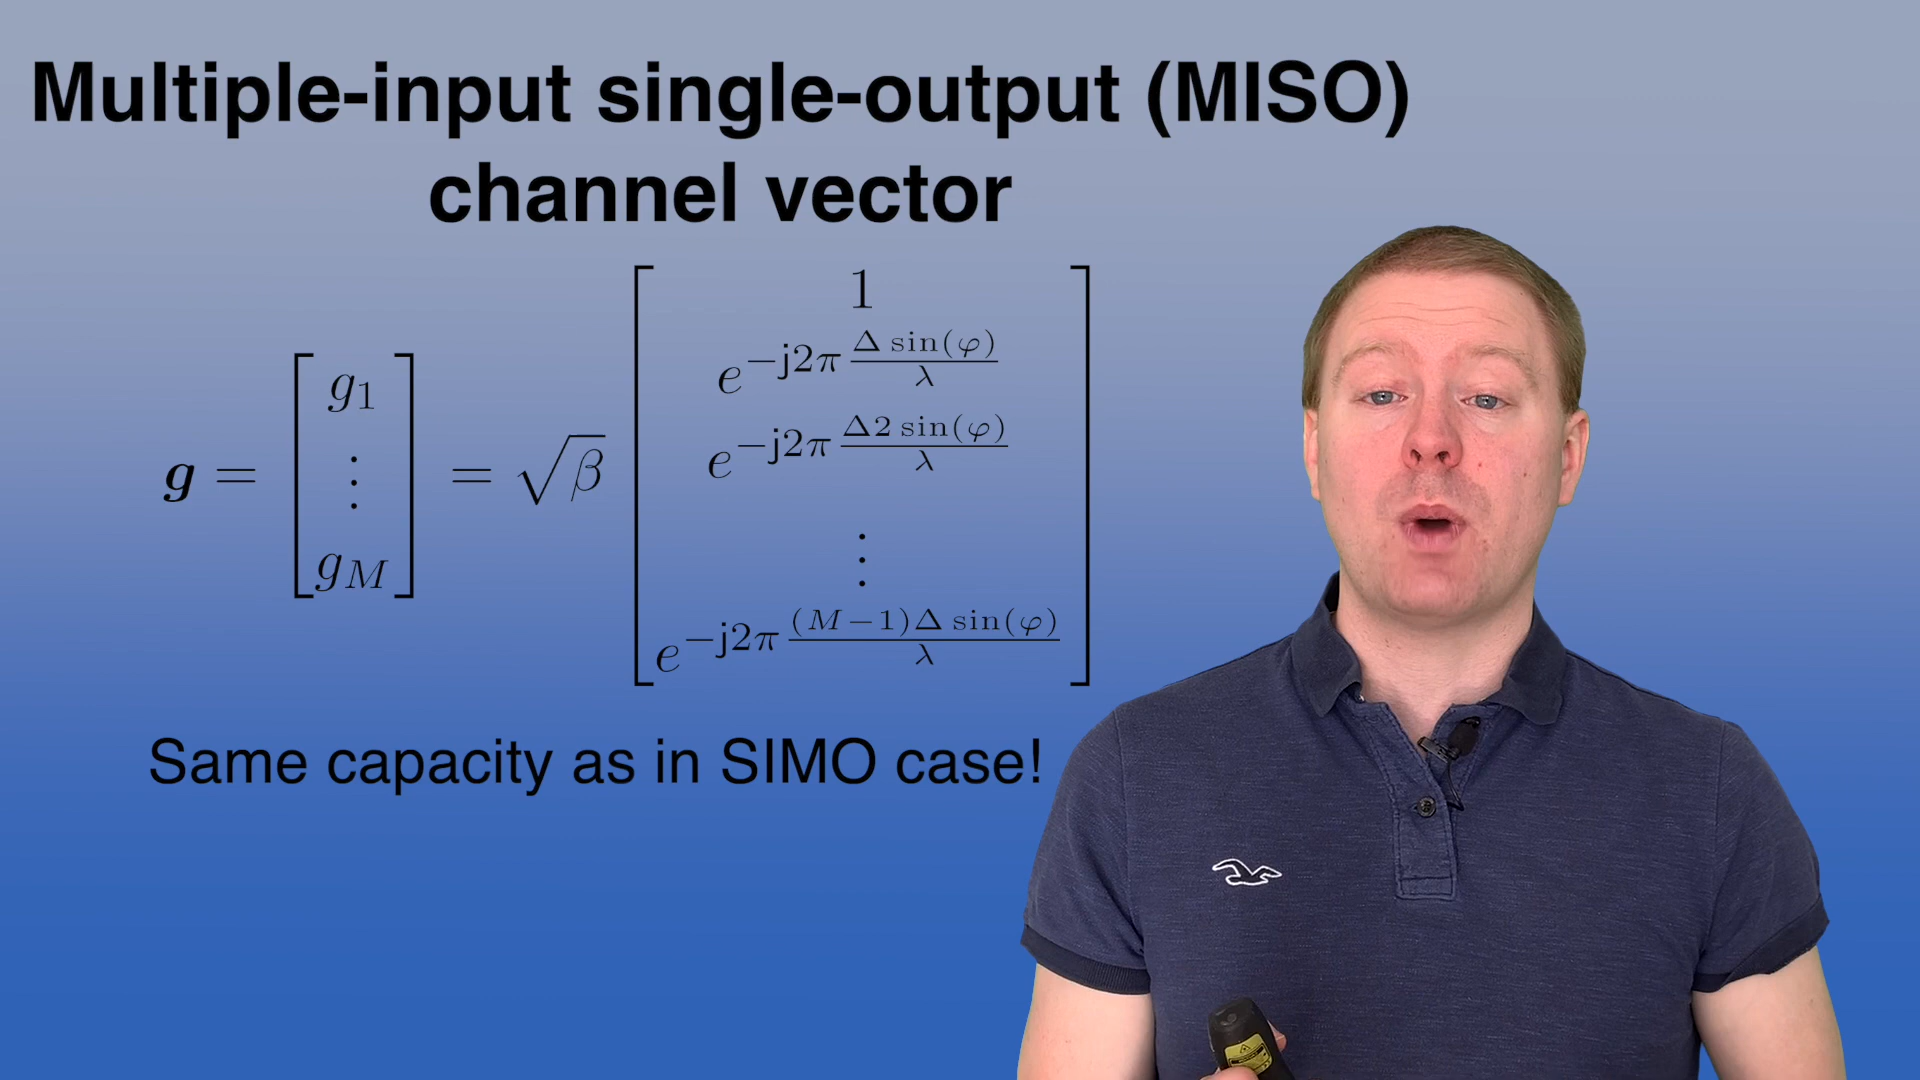 Multiple-input single-output (MISO)
channel vector
𝒈 = [g₁ ⋮ g_M] = √β [1
e^{-j2π Δ sin(φ)/λ}
e^{-j2π Δ2 sin(φ)/λ}
⋮
e^{-j2π (M−1)Δ sin(φ)/λ}]
Same capacity as in SIMO case!